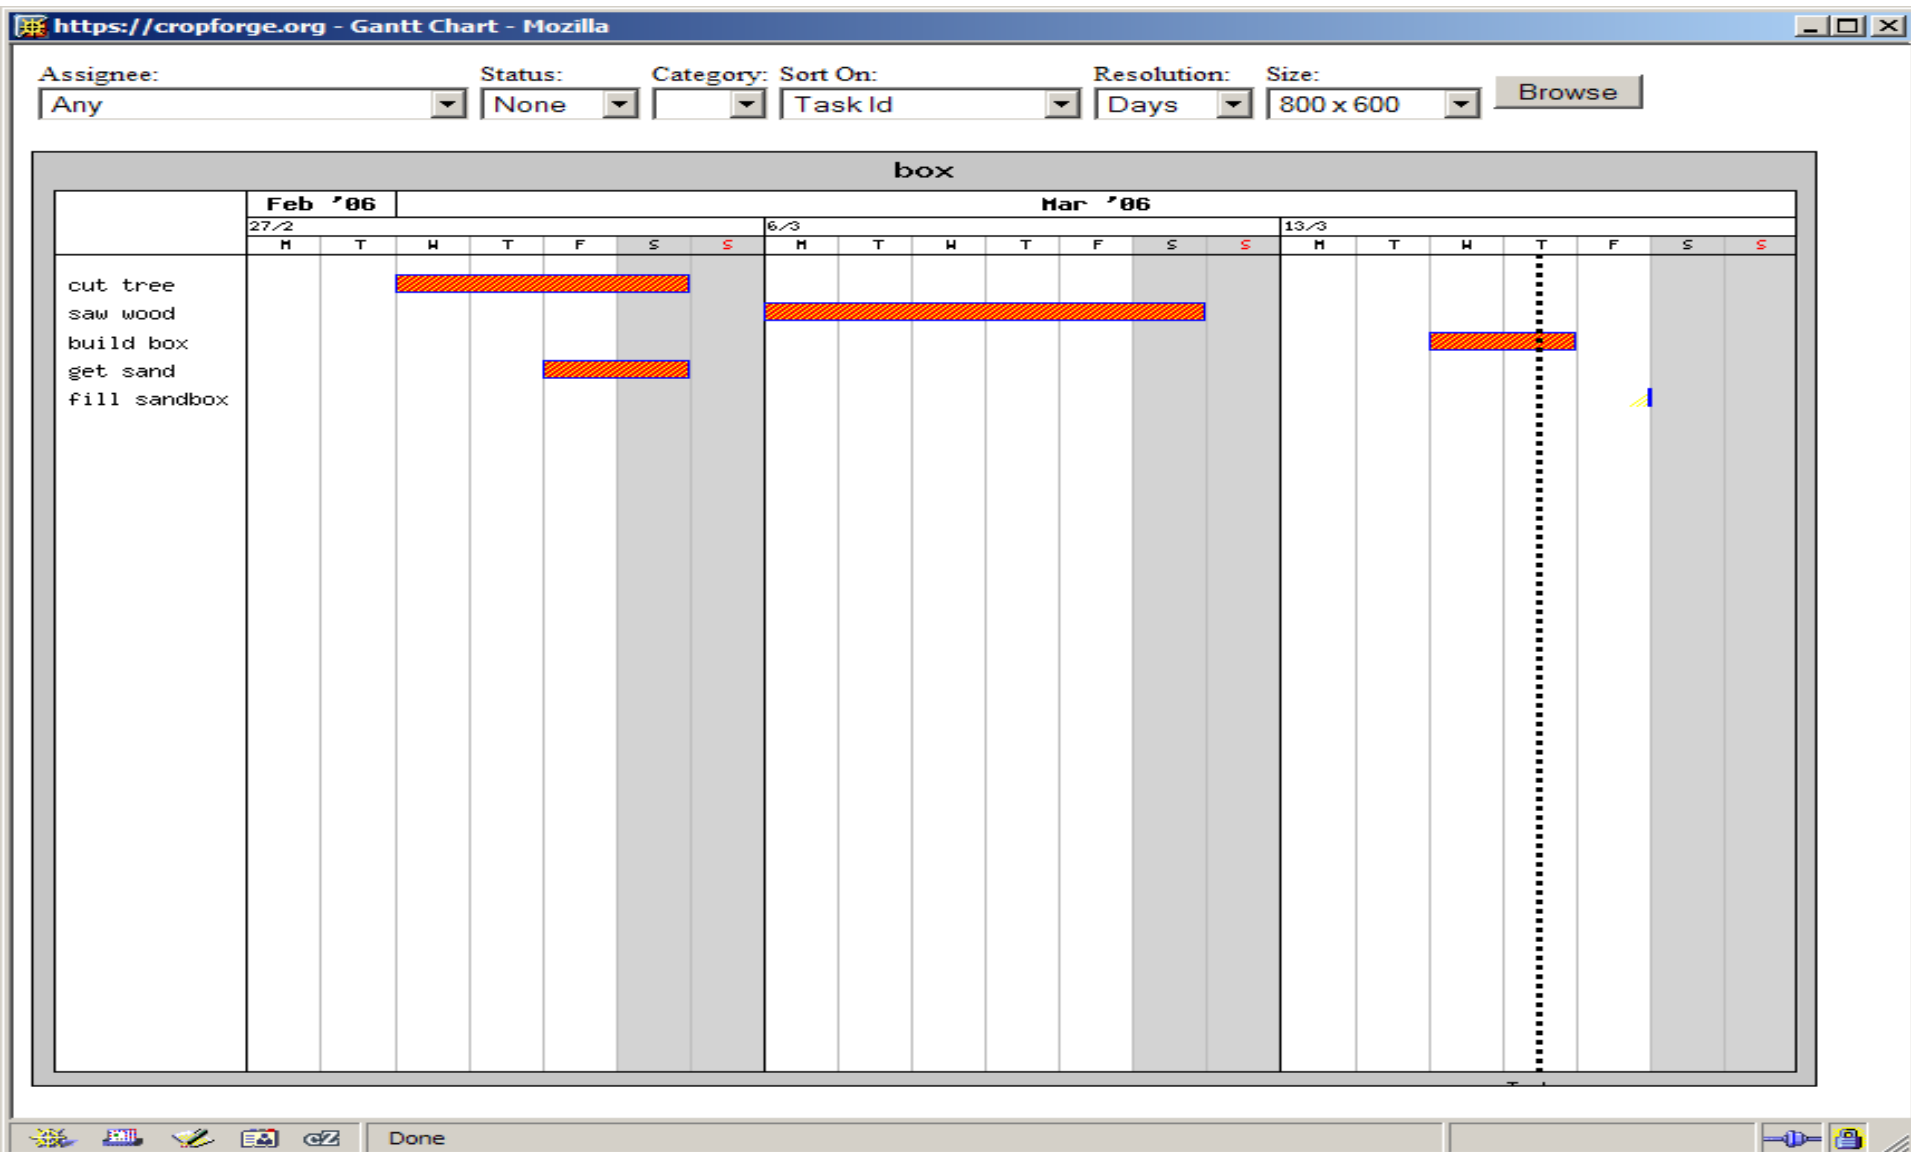 https://cropforge.org - Gantt Chart - Mozilla
Assignee: Status: Category: Sort On: Resolution: Size:
Any None Task Id Days 800 x 600 Browse
box
Feb '06 Mar '06
27/2 6/3 13/3
M T W T F S S M T W T F S S M T W T F S S
cut tree
saw wood
build box
get sand
fill sandbox
Done